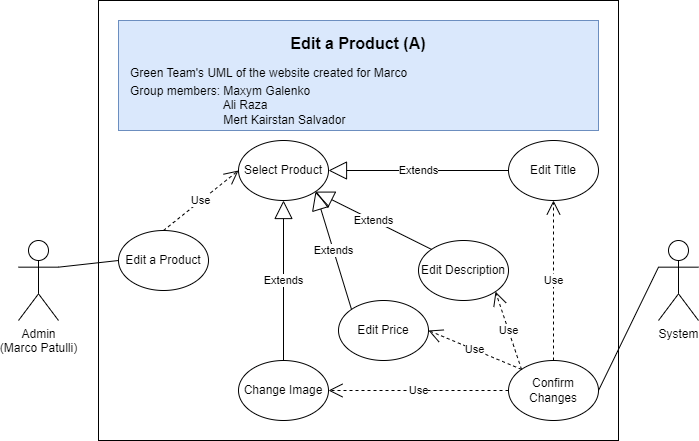 Edit a Product (A)
Green Team's UML of the website created for Marco
Group members: Maxym Galenko
Ali Raza
Mert Kairstan Salvador
Select Product
Extends
Edit Title
Use
Extends
Extends
Edit a Product
Edit Description
Extends
Use
Admin
(Marco Patulli)
System
Edit Price
Use
Use
Change Image
Use
Confirm
Changes